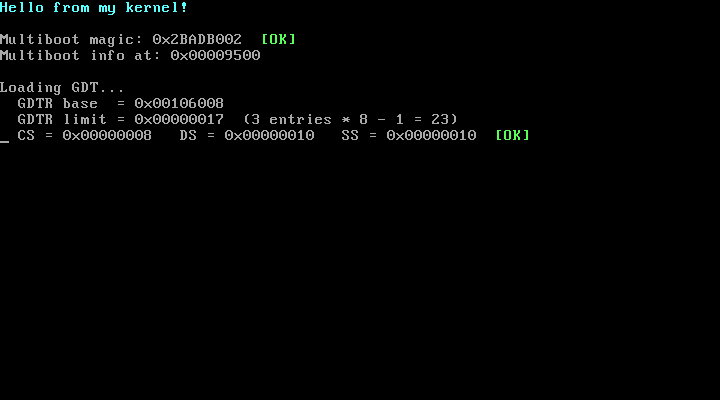 Hello from my kernel!
Multiboot magic: 0x2BADB002  [OK]
Multiboot info at: 0x00009500
Loading GDT...
  GDTR base  = 0x00106008
  GDTR limit = 0x00000017  (3 entries * 8 - 1 = 23)
_ CS = 0x00000008   DS = 0x00000010   SS = 0x00000010  [OK]